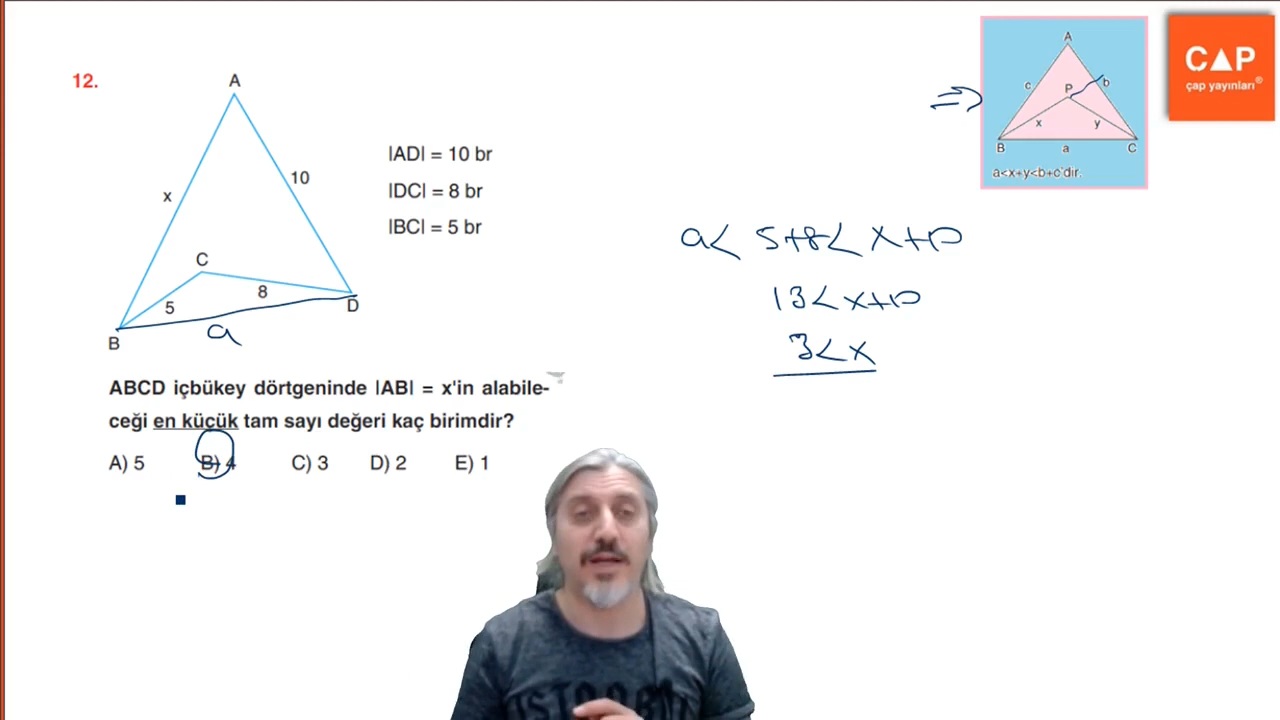 12.
A
x
10
C
5
8
D
B
a
|AD| = 10 br
|DC| = 8 br
|BC| = 5 br
ABCD içbükey dörtgeninde |AB| = x'in alabile-
ceği en küçük tam sayı değeri kaç birimdir?
A) 5 B) 4 C) 3 D) 2 E) 1
a< 5+8< x+10
13< x+10
3< x
⇒
A
c
P
b
x
y
B
a
C
a<x+y<b+c'dir.
ÇAP
çap yayınları®